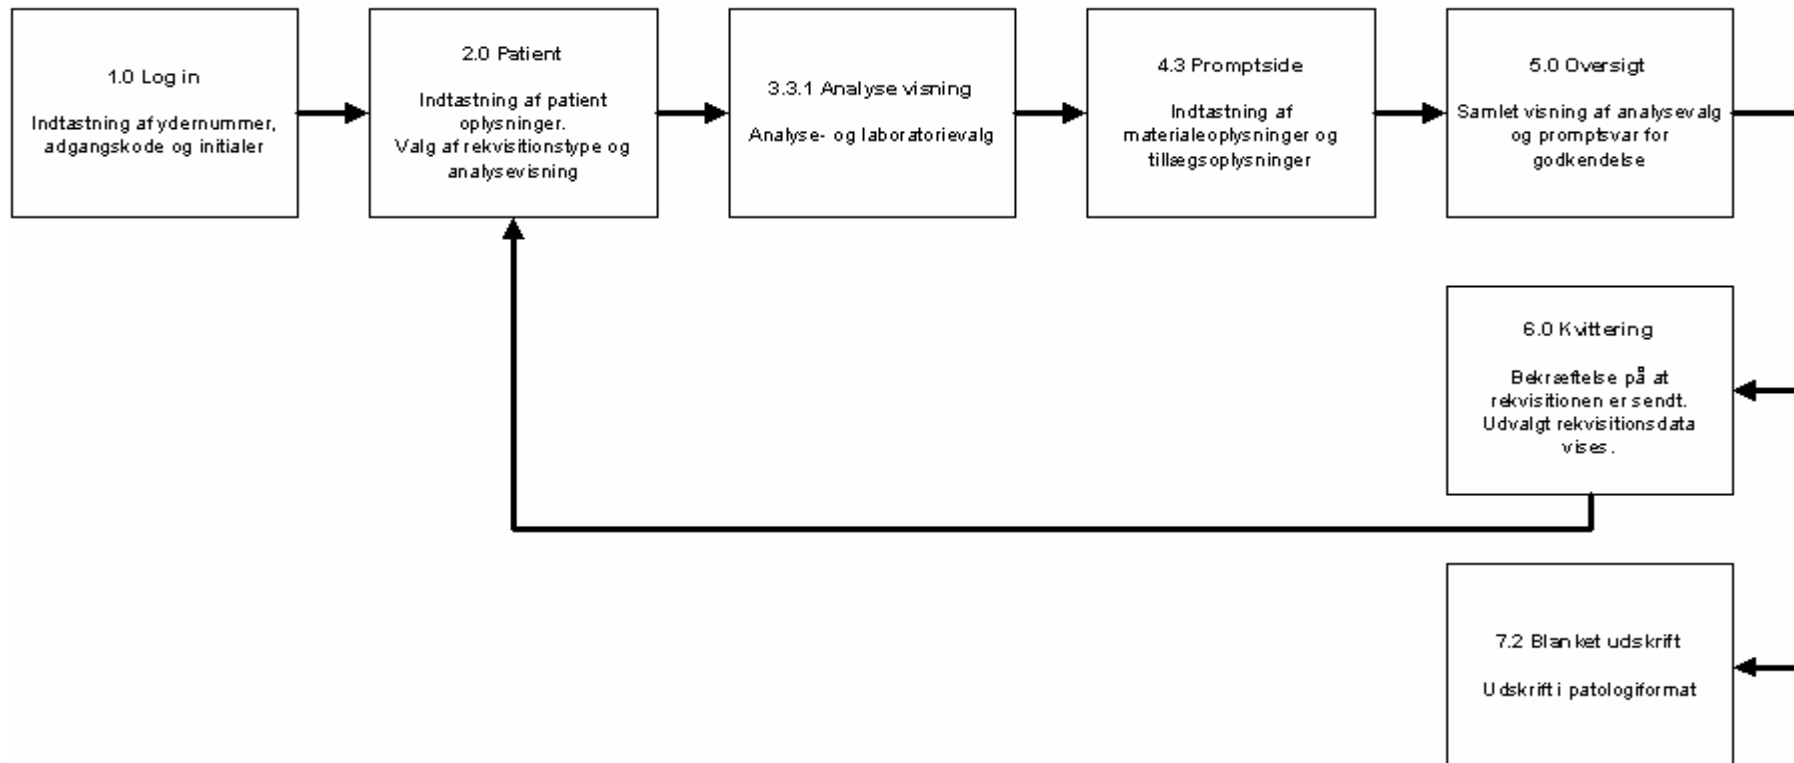 1.0 Log in
Indtastning af ydernummer,
adgangskode og initialer
2.0 Patient
Indtastning af patient
oplysninger.
Valg af rekvisitionstype og
analysevisning
3.3.1 Analyse visning
Analyse- og laboratorievalg
4.3 Promptside
Indtastning af
materialeoplysninger og
tillægsoplysninger
5.0 Oversigt
Samlet visning af analysevalg
og promptsvar for
godkendelse
6.0 Kvittering
Bekræftelse på at
rekvisitionen er sendt.
Udvalgt rekvisitionsdata
vises.
7.2 Blanket udskrift
Udskrift i patologiformat